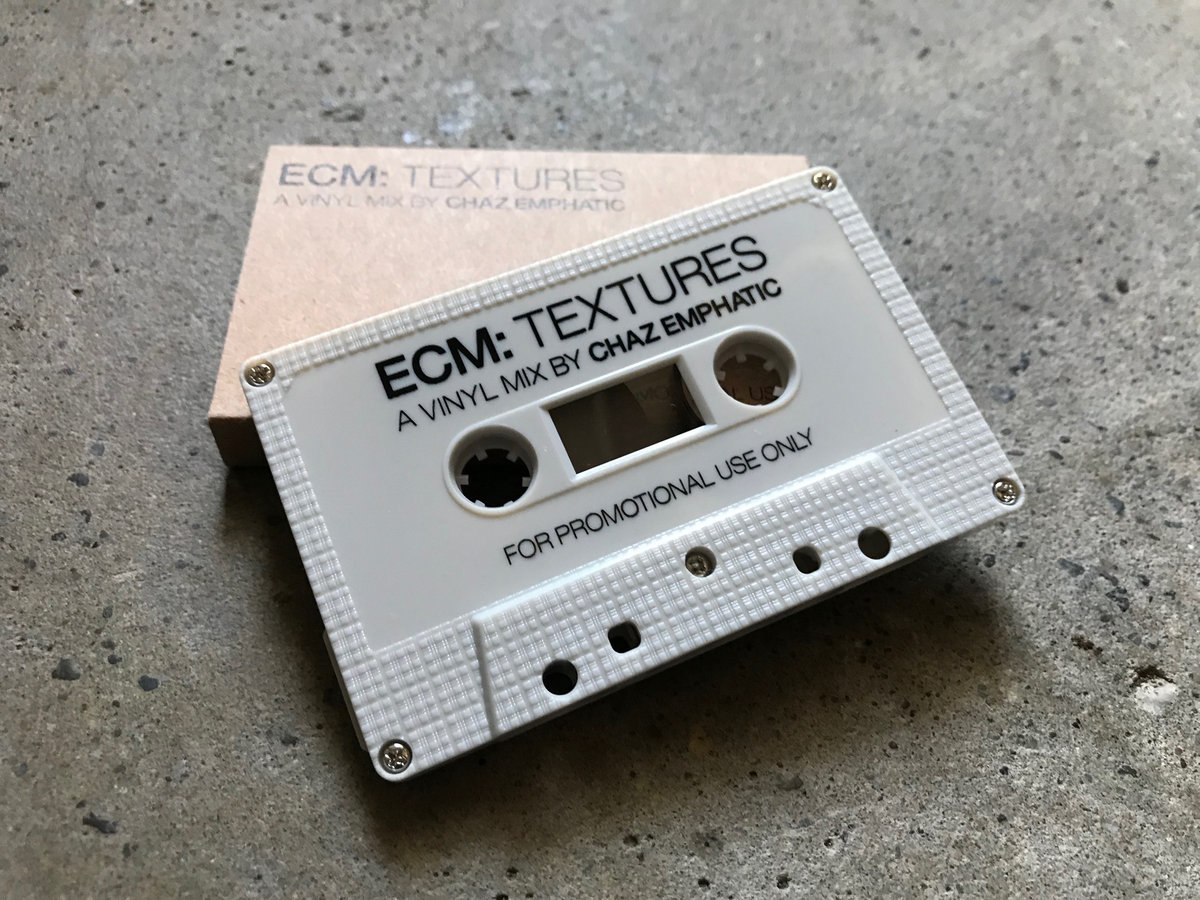 ECM: TEXTURES
A VINYL MIX BY CHAZ EMPHATIC
ECM: TEXTURES
A VINYL MIX BY CHAZ EMPHATIC
FOR PROMOTIONAL USE ONLY